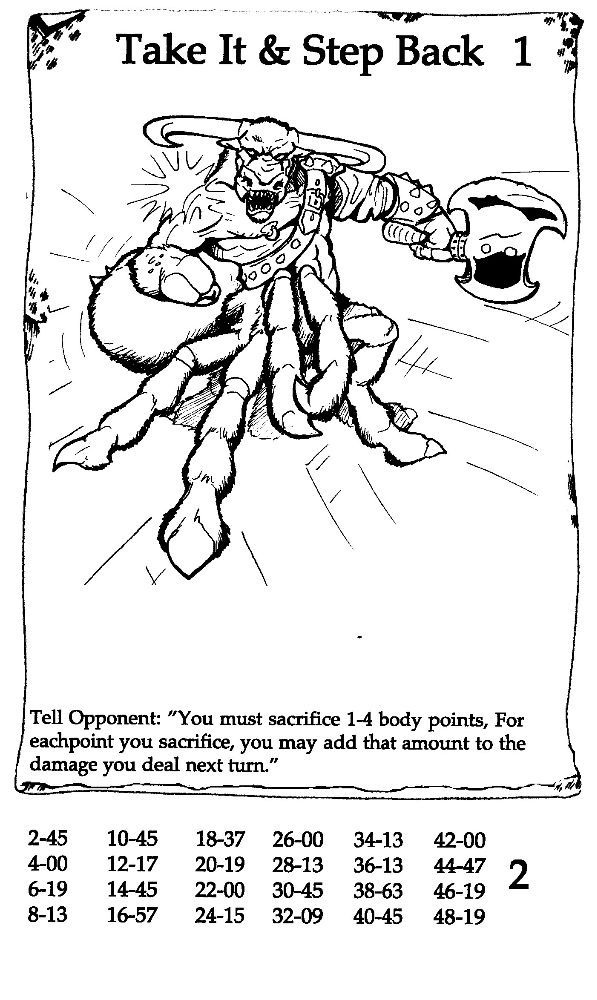 Take It & Step Back 1
Tell Opponent: "You must sacrifice 1-4 body points, For
eachpoint you sacrifice, you may add that amount to the
damage you deal next turn."
2-45 10-45 18-37 26-00 34-13 42-00
4-00 12-17 20-19 28-13 36-13 44-47
6-19 14-45 22-00 30-45 38-63 46-19
8-13 16-57 24-15 32-09 40-45 48-19
2